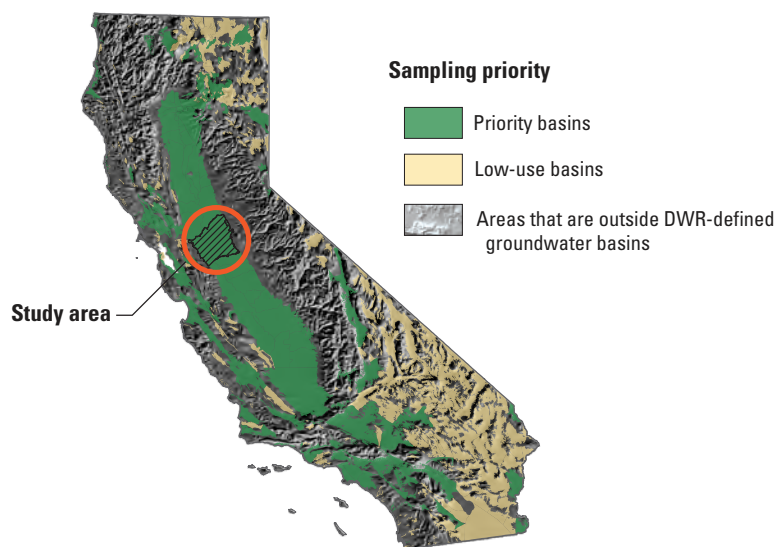 Sampling priority
Priority basins
Low-use basins
Areas that are outside DWR-defined
groundwater basins
Study area